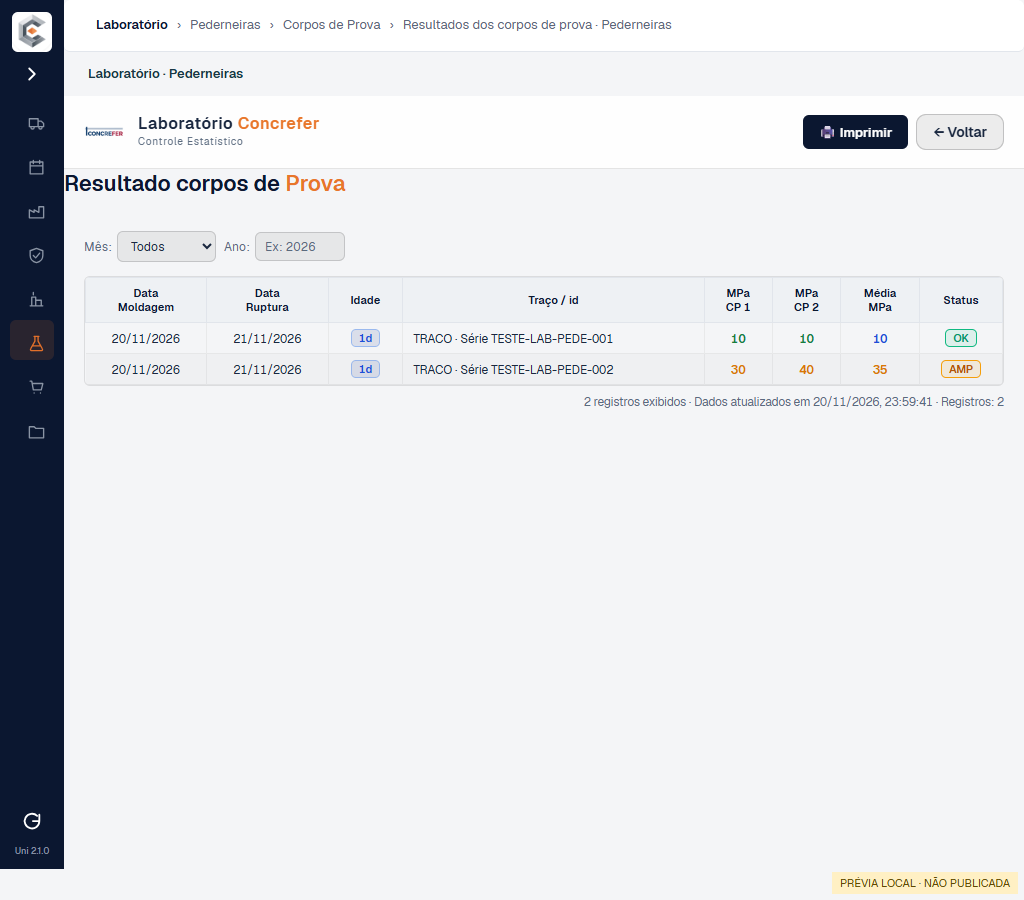 Laboratório › Pederneiras › Corpos de Prova › Resultados dos corpos de prova · Pederneiras
Laboratório · Pederneiras
CONCREFER
Laboratório Concrefer
Controle Estatístico
Imprimir
← Voltar
Resultado corpos de Prova
Mês: Todos Ano: Ex: 2026
Data Moldagem Data Ruptura Idade Traço / id MPa CP 1 MPa CP 2 Média MPa Status
20/11/2026 21/11/2026 1d TRACO · Série TESTE-LAB-PEDE-001 10 10 10 OK
20/11/2026 21/11/2026 1d TRACO · Série TESTE-LAB-PEDE-002 30 40 35 AMP
2 registros exibidos · Dados atualizados em 20/11/2026, 23:59:41 · Registros: 2
Uni 2.1.0
PRÉVIA LOCAL · NÃO PUBLICADA